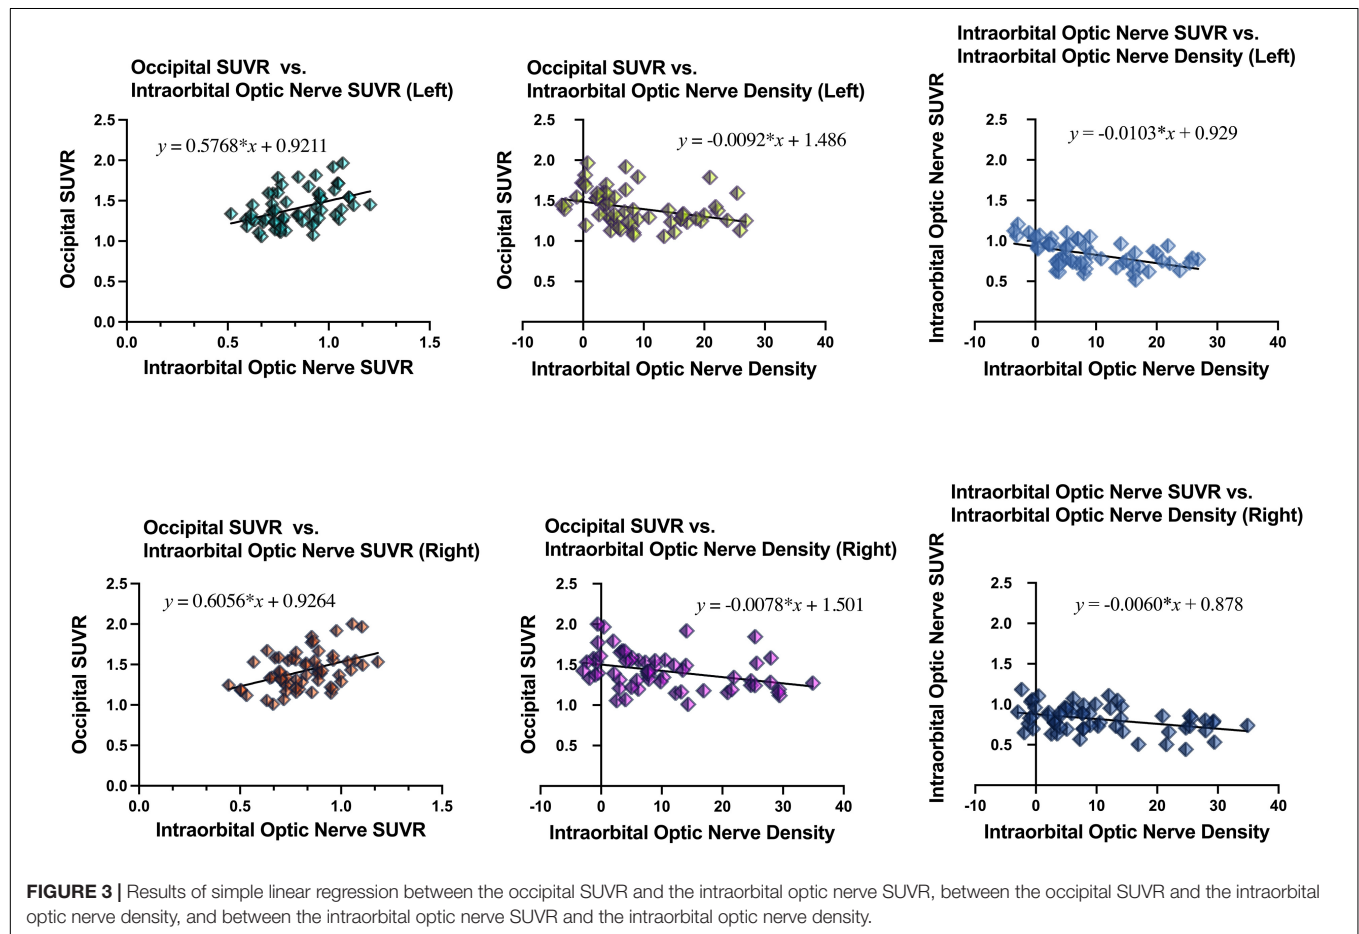 Occipital SUVR vs.
Intraorbital Optic Nerve SUVR (Left)
y = 0.5768*x + 0.9211
Occipital SUVR
2.5
2.0
1.5
1.0
0.5
0.0
0.0 0.5 1.0 1.5
Intraorbital Optic Nerve SUVR
Occipital SUVR vs.
Intraorbital Optic Nerve Density (Left)
y = -0.0092*x + 1.486
Occipital SUVR
2.5
2.0
1.5
1.0
0.5
-10 0 10 20 30 40
Intraorbital Optic Nerve Density
Intraorbital Optic Nerve SUVR vs.
Intraorbital Optic Nerve Density (Left)
y = -0.0103*x + 0.929
Intraorbital Optic Nerve SUVR
2.5
2.0
1.5
1.0
0.5
-10 0 10 20 30 40
Intraorbital Optic Nerve Density
Occipital SUVR vs.
Intraorbital Optic Nerve SUVR (Right)
y = 0.6056*x + 0.9264
Occipital SUVR
2.5
2.0
1.5
1.0
0.5
0.0
0.0 0.5 1.0 1.5
Intraorbital Optic Nerve SUVR
Occipital SUVR vs.
Intraorbital Optic Nerve Density (Right)
y = -0.0078*x + 1.501
Occipital SUVR
2.5
2.0
1.5
1.0
0.5
-10 0 10 20 30 40
Intraorbital Optic Nerve Density
Intraorbital Optic Nerve SUVR vs.
Intraorbital Optic Nerve Density (Right)
y = -0.0060*x + 0.878
Intraorbital Optic Nerve SUVR
2.5
2.0
1.5
1.0
0.5
-10 0 10 20 30 40
Intraorbital Optic Nerve Density
FIGURE 3 | Results of simple linear regression between the occipital SUVR and the intraorbital optic nerve SUVR, between the occipital SUVR and the intraorbital
optic nerve density, and between the intraorbital optic nerve SUVR and the intraorbital optic nerve density.